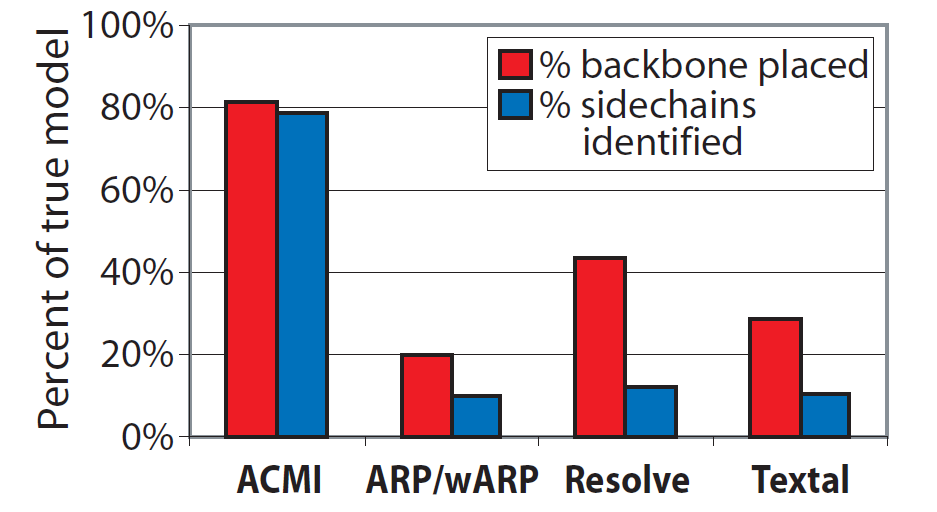 Percent of true model
100%
80%
60%
40%
20%
0%
% backbone placed
% sidechains
identified
ACMI ARP/wARP Resolve Textal